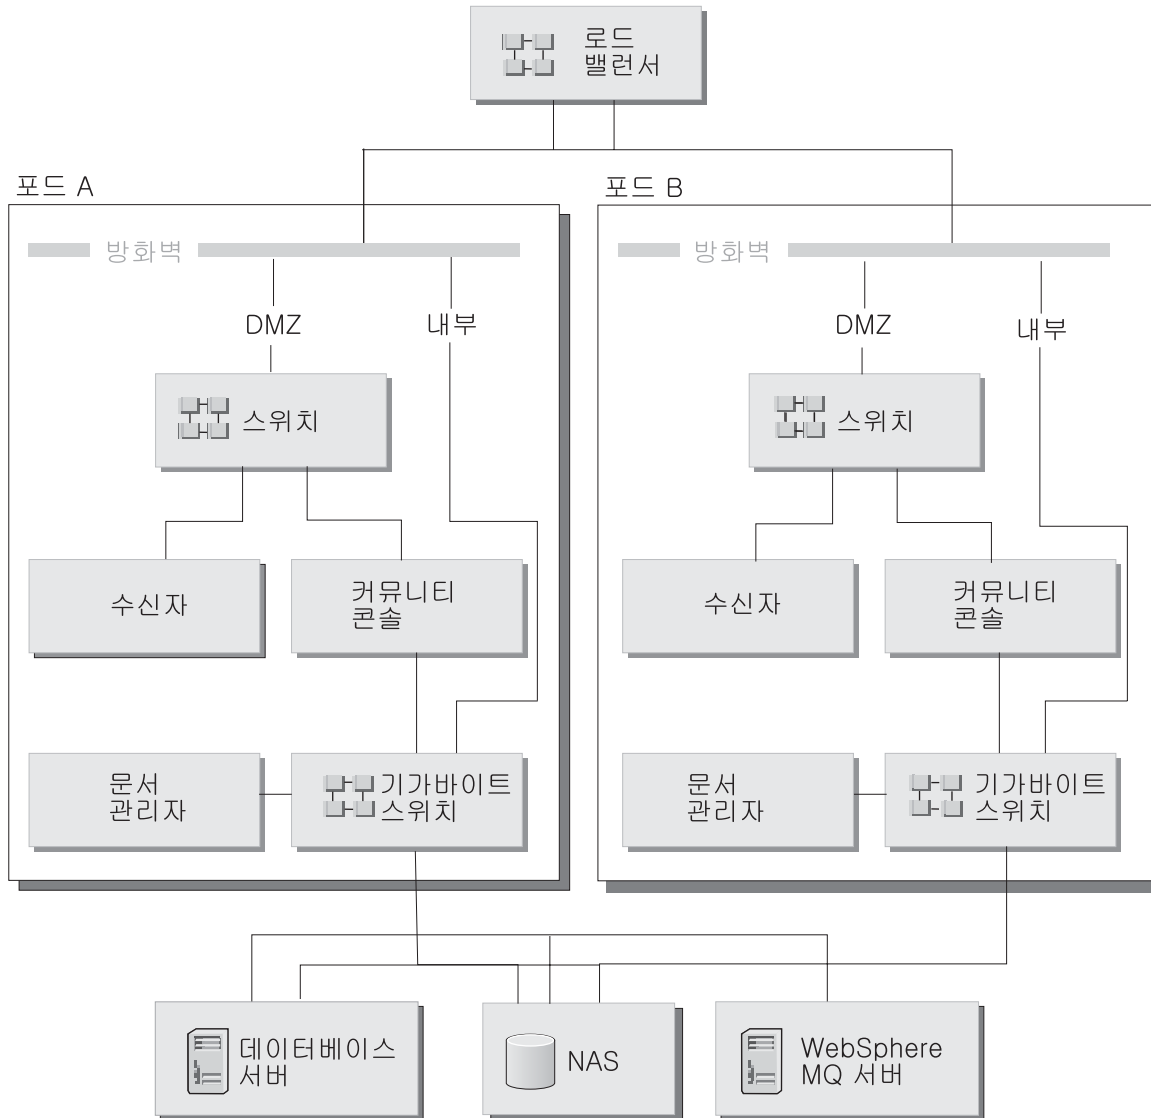 로드
밸런서
포드 A
방화벽
DMZ
내부
스위치
수신자
커뮤니티
콘솔
문서
관리자
기가바이트
스위치
포드 B
방화벽
DMZ
내부
스위치
수신자
커뮤니티
콘솔
문서
관리자
기가바이트
스위치
데이터베이스
서버
NAS
WebSphere
MQ 서버